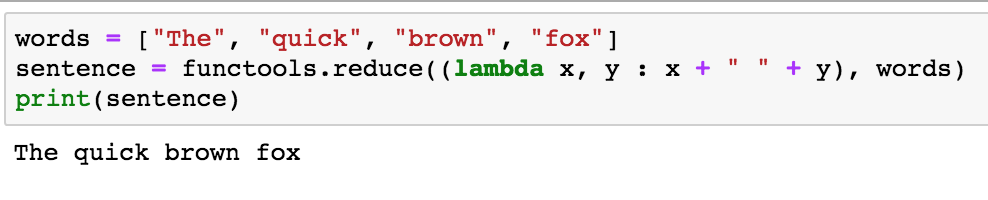 words = ["The", "quick", "brown", "fox"]
sentence = functools.reduce((lambda x, y : x + " " + y), words)
print(sentence)
The quick brown fox